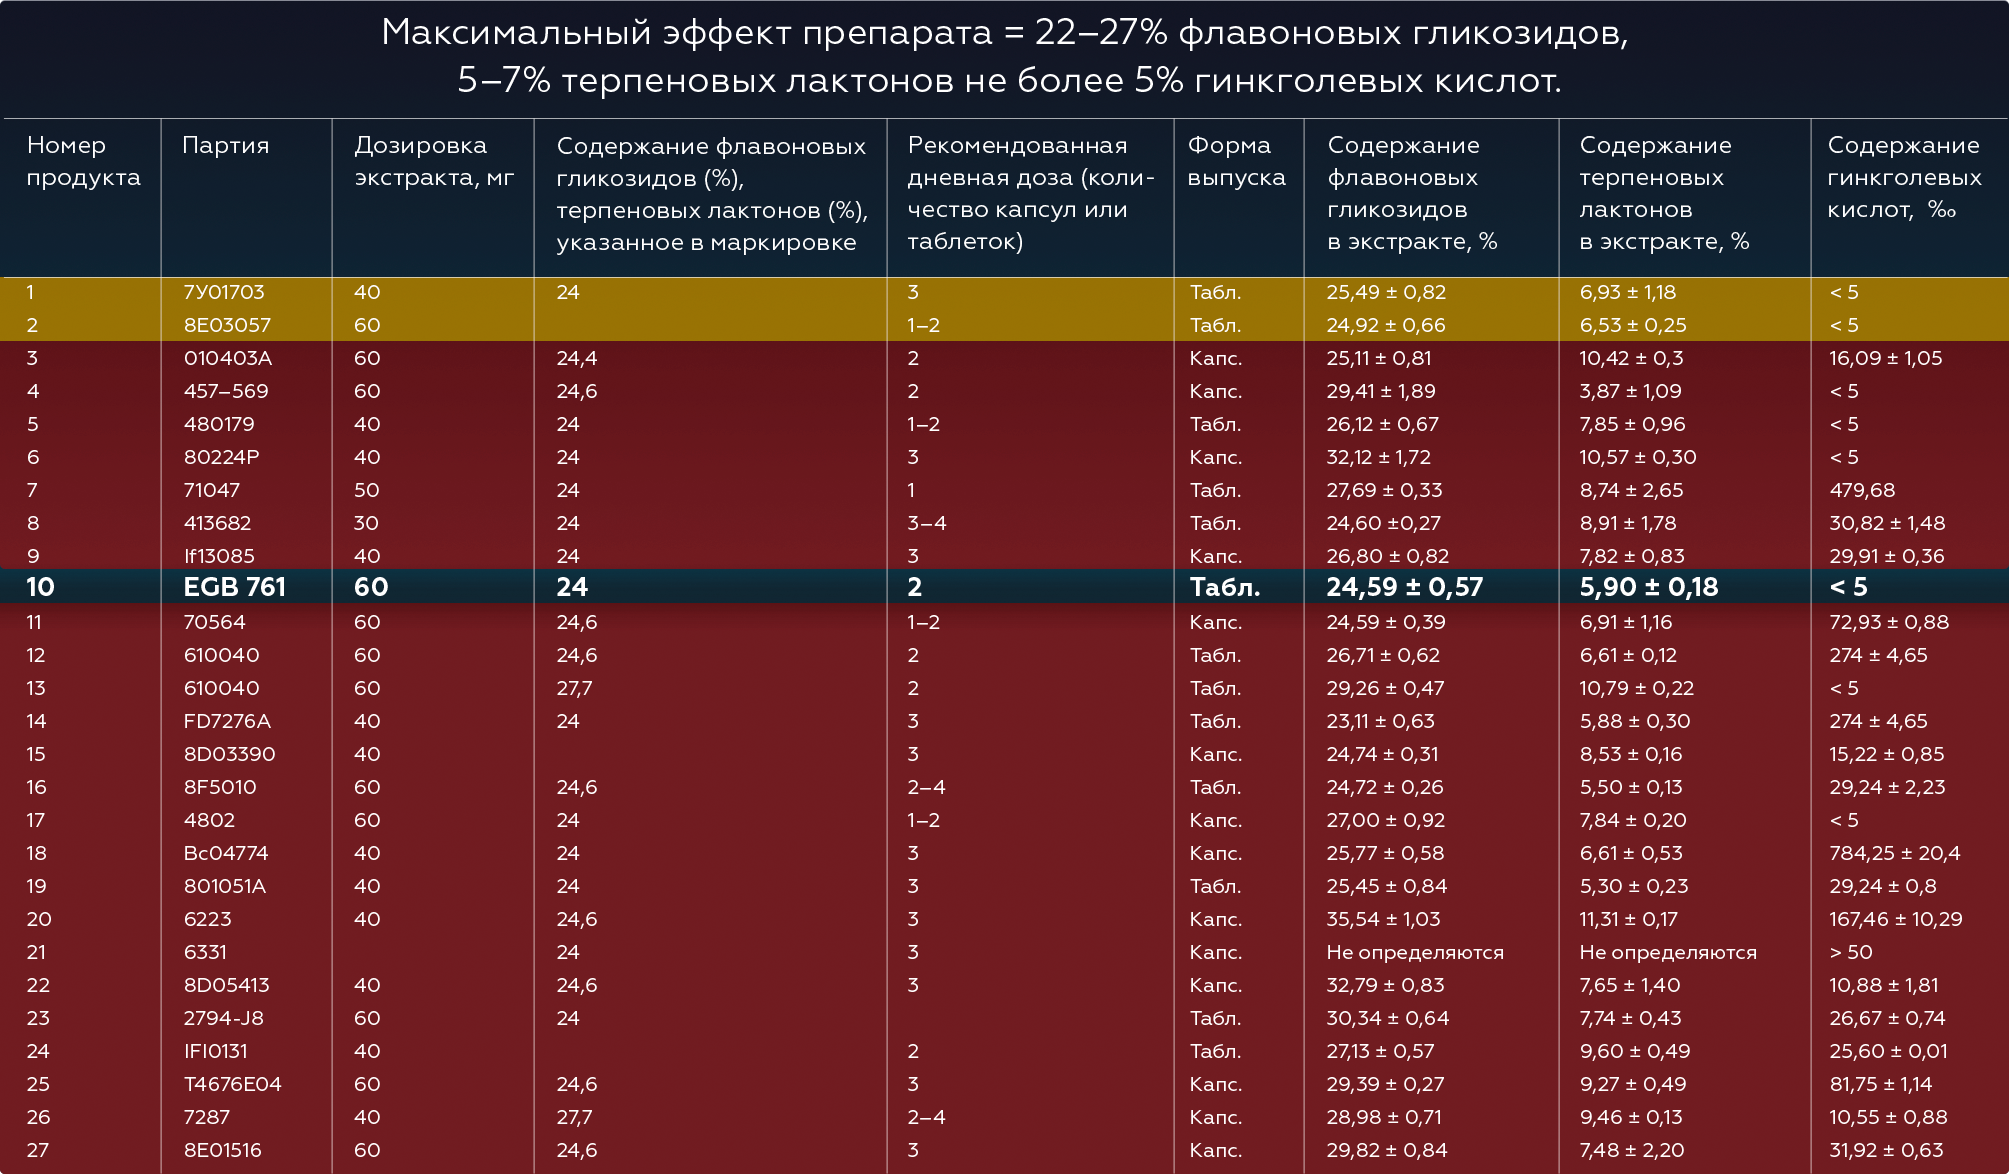 Максимальный эффект препарата = 22–27% флавоновых гликозидов,
5–7% терпеновых лактонов не более 5% гинкголевых кислот.
Номер продукта	Партия	Дозировка экстракта, мг	Содержание флавоновых гликозидов (%), терпеновых лактонов (%), указанное в маркировке	Рекомендованная дневная доза (коли-чество капсул или таблеток)	Форма выпуска	Содержание флавоновых гликозидов в экстракте, %	Содержание терпеновых лактонов в экстракте, %	Содержание гинкголевых кислот, ‰
1	7У01703	40	24	3	Табл.	25,49 ± 0,82	6,93 ± 1,18	< 5
2	8E03057	60		1–2	Табл.	24,92 ± 0,66	6,53 ± 0,25	< 5
3	010403A	60	24,4	2	Капс.	25,11 ± 0,81	10,42 ± 0,3	16,09 ± 1,05
4	457–569	60	24,6	2	Капс.	29,41 ± 1,89	3,87 ± 1,09	< 5
5	480179	40	24	1–2	Табл.	26,12 ± 0,67	7,85 ± 0,96	< 5
6	80224P	40	24	3	Капс.	32,12 ± 1,72	10,57 ± 0,30	< 5
7	71047	50	24	1	Табл.	27,69 ± 0,33	8,74 ± 2,65	479,68
8	413682	30	24	3–4	Табл.	24,60 ±0,27	8,91 ± 1,78	30,82 ± 1,48
9	If13085	40	24	3	Капс.	26,80 ± 0,82	7,82 ± 0,83	29,91 ± 0,36
10	EGB 761	60	24	2	Табл.	24,59 ± 0,57	5,90 ± 0,18	< 5
11	70564	60	24,6	1–2	Капс.	24,59 ± 0,39	6,91 ± 1,16	72,93 ± 0,88
12	610040	60	24,6	2	Табл.	26,71 ± 0,62	6,61 ± 0,12	274 ± 4,65
13	610040	60	27,7	2	Табл.	29,26 ± 0,47	10,79 ± 0,22	< 5
14	FD7276A	40	24	3	Табл.	23,11 ± 0,63	5,88 ± 0,30	274 ± 4,65
15	8D03390	40		3	Капс.	24,74 ± 0,31	8,53 ± 0,16	15,22 ± 0,85
16	8F5010	60	24,6	2–4	Табл.	24,72 ± 0,26	5,50 ± 0,13	29,24 ± 2,23
17	4802	60	24	1–2	Капс.	27,00 ± 0,92	7,84 ± 0,20	< 5
18	Bc04774	40	24	3	Капс.	25,77 ± 0,58	6,61 ± 0,53	784,25 ± 20,4
19	801051A	40	24	3	Табл.	25,45 ± 0,84	5,30 ± 0,23	29,24 ± 0,8
20	6223	40	24,6	3	Капс.	35,54 ± 1,03	11,31 ± 0,17	167,46 ± 10,29
21	6331		24	3	Капс.	Не определяются	Не определяются	> 50
22	8D05413	40	24,6	3	Капс.	32,79 ± 0,83	7,65 ± 1,40	10,88 ± 1,81
23	2794-J8	60	24		Табл.	30,34 ± 0,64	7,74 ± 0,43	26,67 ± 0,74
24	IFI0131	40		2	Табл.	27,13 ± 0,57	9,60 ± 0,49	25,60 ± 0,01
25	T4676E04	60	24,6	3	Капс.	29,39 ± 0,27	9,27 ± 0,49	81,75 ± 1,14
26	7287	40	27,7	2–4	Капс.	28,98 ± 0,71	9,46 ± 0,13	10,55 ± 0,88
27	8E01516	60	24,6	3	Капс.	29,82 ± 0,84	7,48 ± 2,20	31,92 ± 0,63